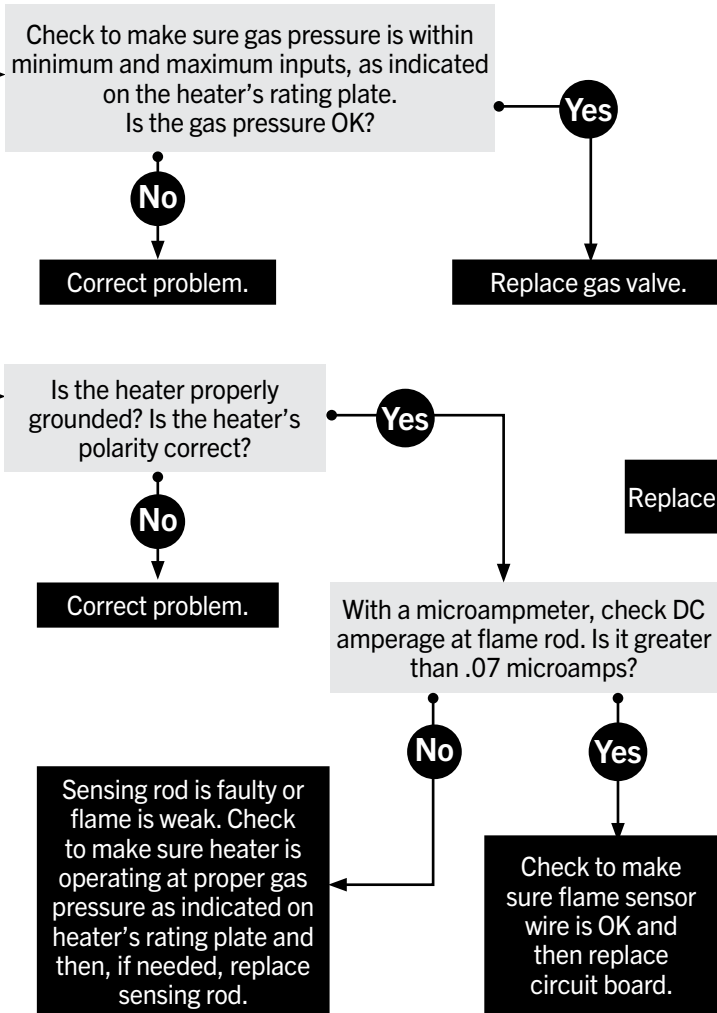 Check to make sure gas pressure is within
minimum and maximum inputs, as indicated
on the heater's rating plate.
Is the gas pressure OK?
Yes
No
Correct problem.
Replace gas valve.
Is the heater properly
grounded? Is the heater's
polarity correct?
Yes
No
Replace
Correct problem.
With a microampmeter, check DC
amperage at flame rod. Is it greater
than .07 microamps?
No
Yes
Sensing rod is faulty or
flame is weak. Check
to make sure heater is
operating at proper gas
pressure as indicated on
heater's rating plate and
then, if needed, replace
sensing rod.
Check to make
sure flame sensor
wire is OK and
then replace
circuit board.